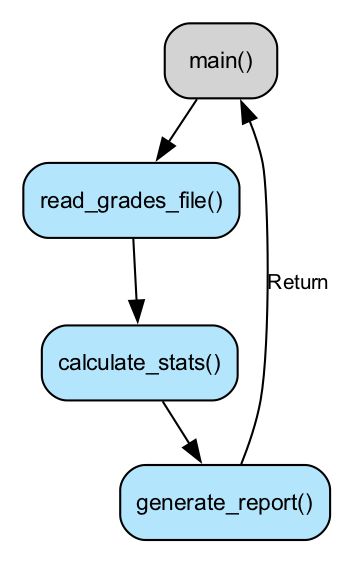 main()
read_grades_file()
Return
calculate_stats()
generate_report()